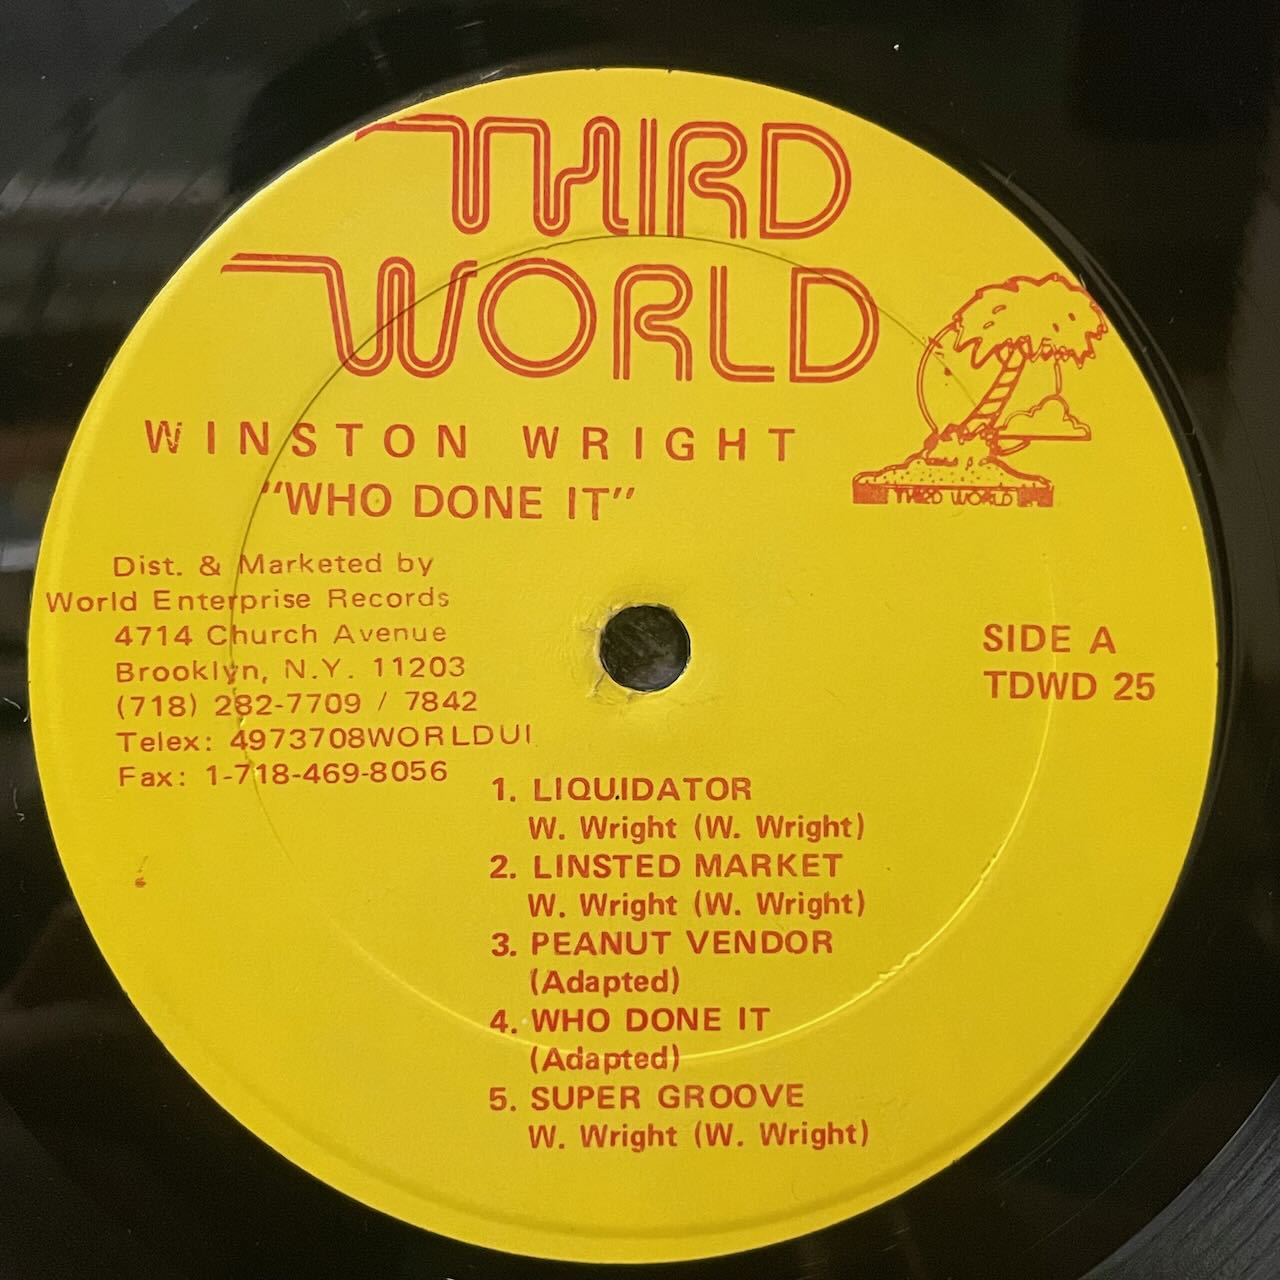 THIRD
WORLD
THIRD WORLD
WINSTON WRIGHT
"WHO DONE IT"
Dist. & Marketed by
World Enterprise Records
4714 Church Avenue
Brooklyn, N.Y. 11203
(718) 282-7709 / 7842
Telex: 4973708WORLDUI
Fax: 1-718-469-8056
SIDE A
TDWD 25
1. LIQUIDATOR
W. Wright (W. Wright)
2. LINSTED MARKET
W. Wright (W. Wright)
3. PEANUT VENDOR
(Adapted)
4. WHO DONE IT
(Adapted)
5. SUPER GROOVE
W. Wright (W. Wright)